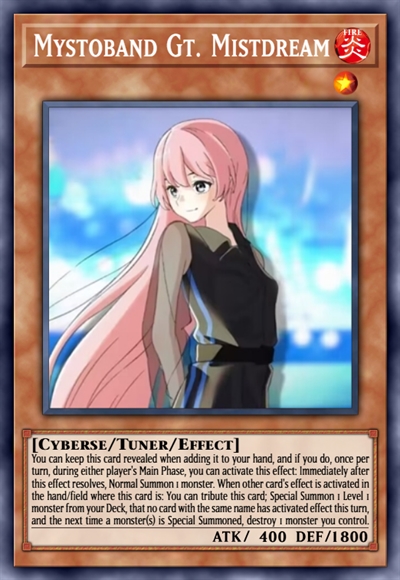 Mystoband Gt. Mistdream
FIRE
炎
[Cyberse/Tuner/Effect]
You can keep this card revealed when adding it to your hand, and if you do, once per
turn, during either player's Main Phase, you can activate this effect: Immediately after
this effect resolves, Normal Summon 1 monster. When other card's effect is activated in
the hand/field where this card is: You can tribute this card; Special Summon 1 Level 1
monster from your Deck, that no card with the same name has activated effect this turn,
and the next time a monster(s) is Special Summoned, destroy 1 monster you control.
ATK/ 400 DEF/1800